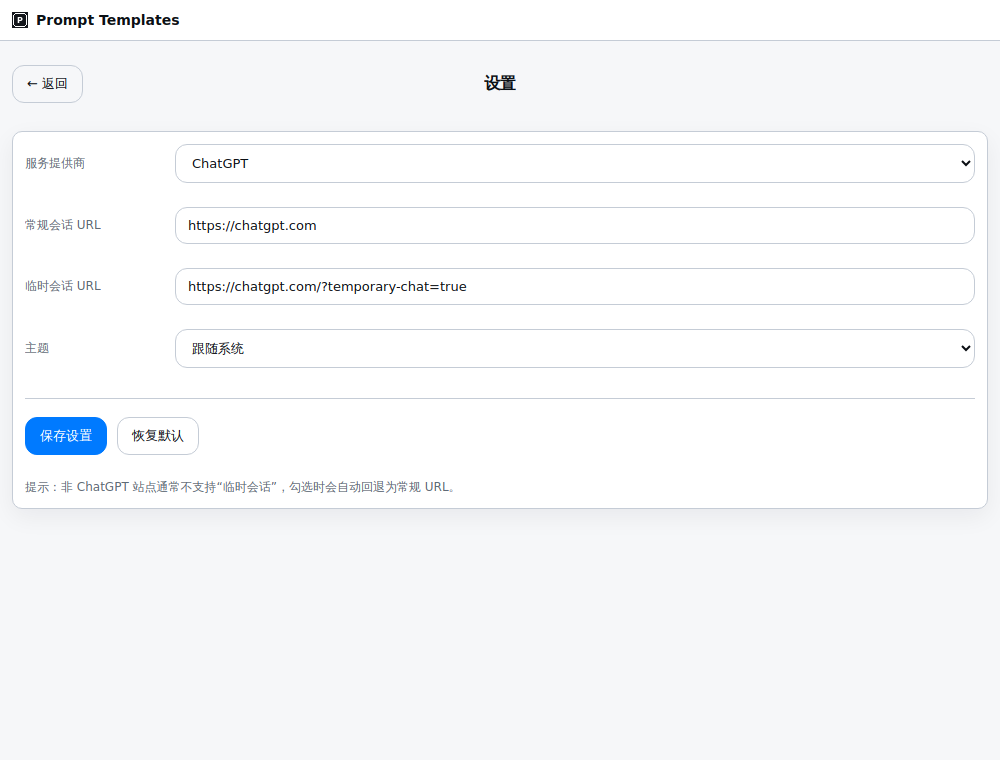 P Prompt Templates
← 返回
设置
服务提供商
ChatGPT
常规会话 URL
https://chatgpt.com
临时会话 URL
https://chatgpt.com/?temporary-chat=true
主题
跟随系统
保存设置
恢复默认
提示：非 ChatGPT 站点通常不支持“临时会话”，勾选时会自动回退为常规 URL。